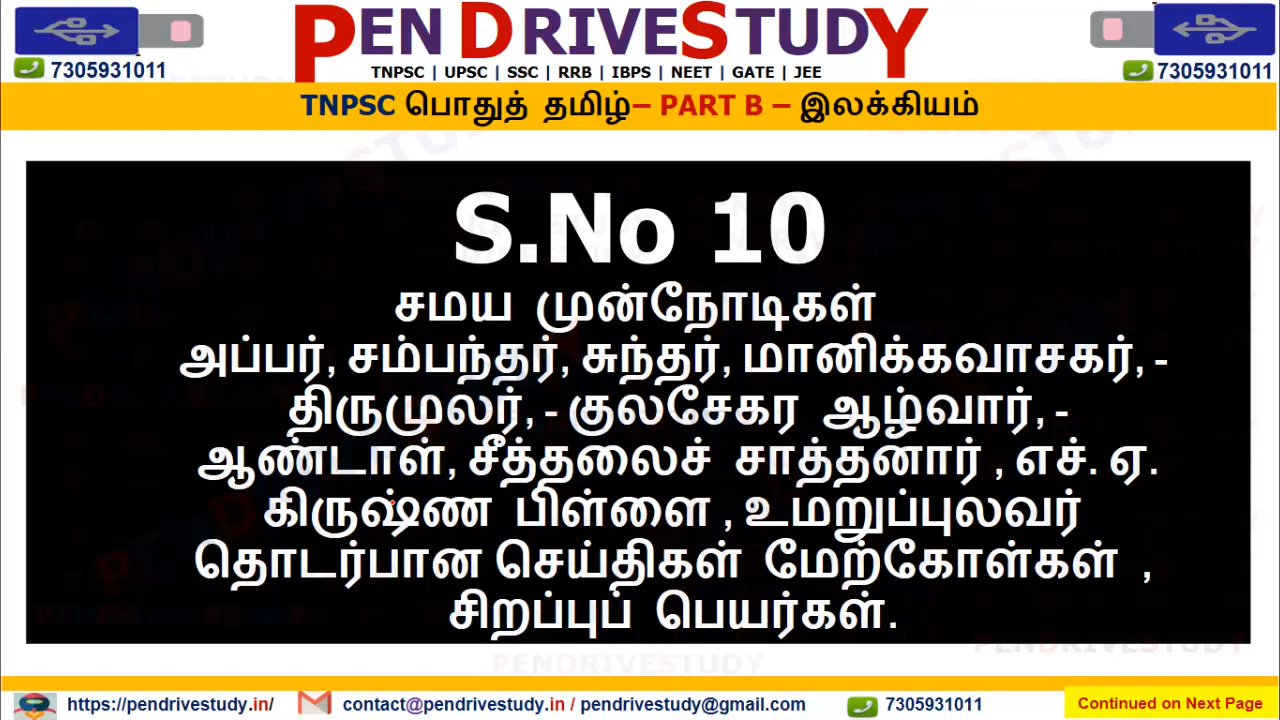 PEN DRIVESTUDY
7305931011
TNPSC | UPSC | SSC | RRB | IBPS | NEET | GATE | JEE
7305931011
TNPSC பொதுத் தமிழ்– PART B – இலக்கியம்
S.No 10
சமய முன்நோடிகள்
அப்பர், சம்பந்தர், சுந்தர், மானிக்கவாசகர், -
திருமுலர், - குலசேகர ஆழ்வார், -
ஆண்டாள், சீத்தலைச் சாத்தனார் , எச். ஏ.
கிருஷ்ண பிள்ளை , உமறுப்புலவர்
தொடர்பான செய்திகள் மேற்கோள்கள் ,
சிறப்புப் பெயர்கள்.
PENDRIVESTUDY
https://pendrivestudy.in/ contact@pendrivestudy.in / pendrivestudy@gmail.com 7305931011 Continued on Next Page